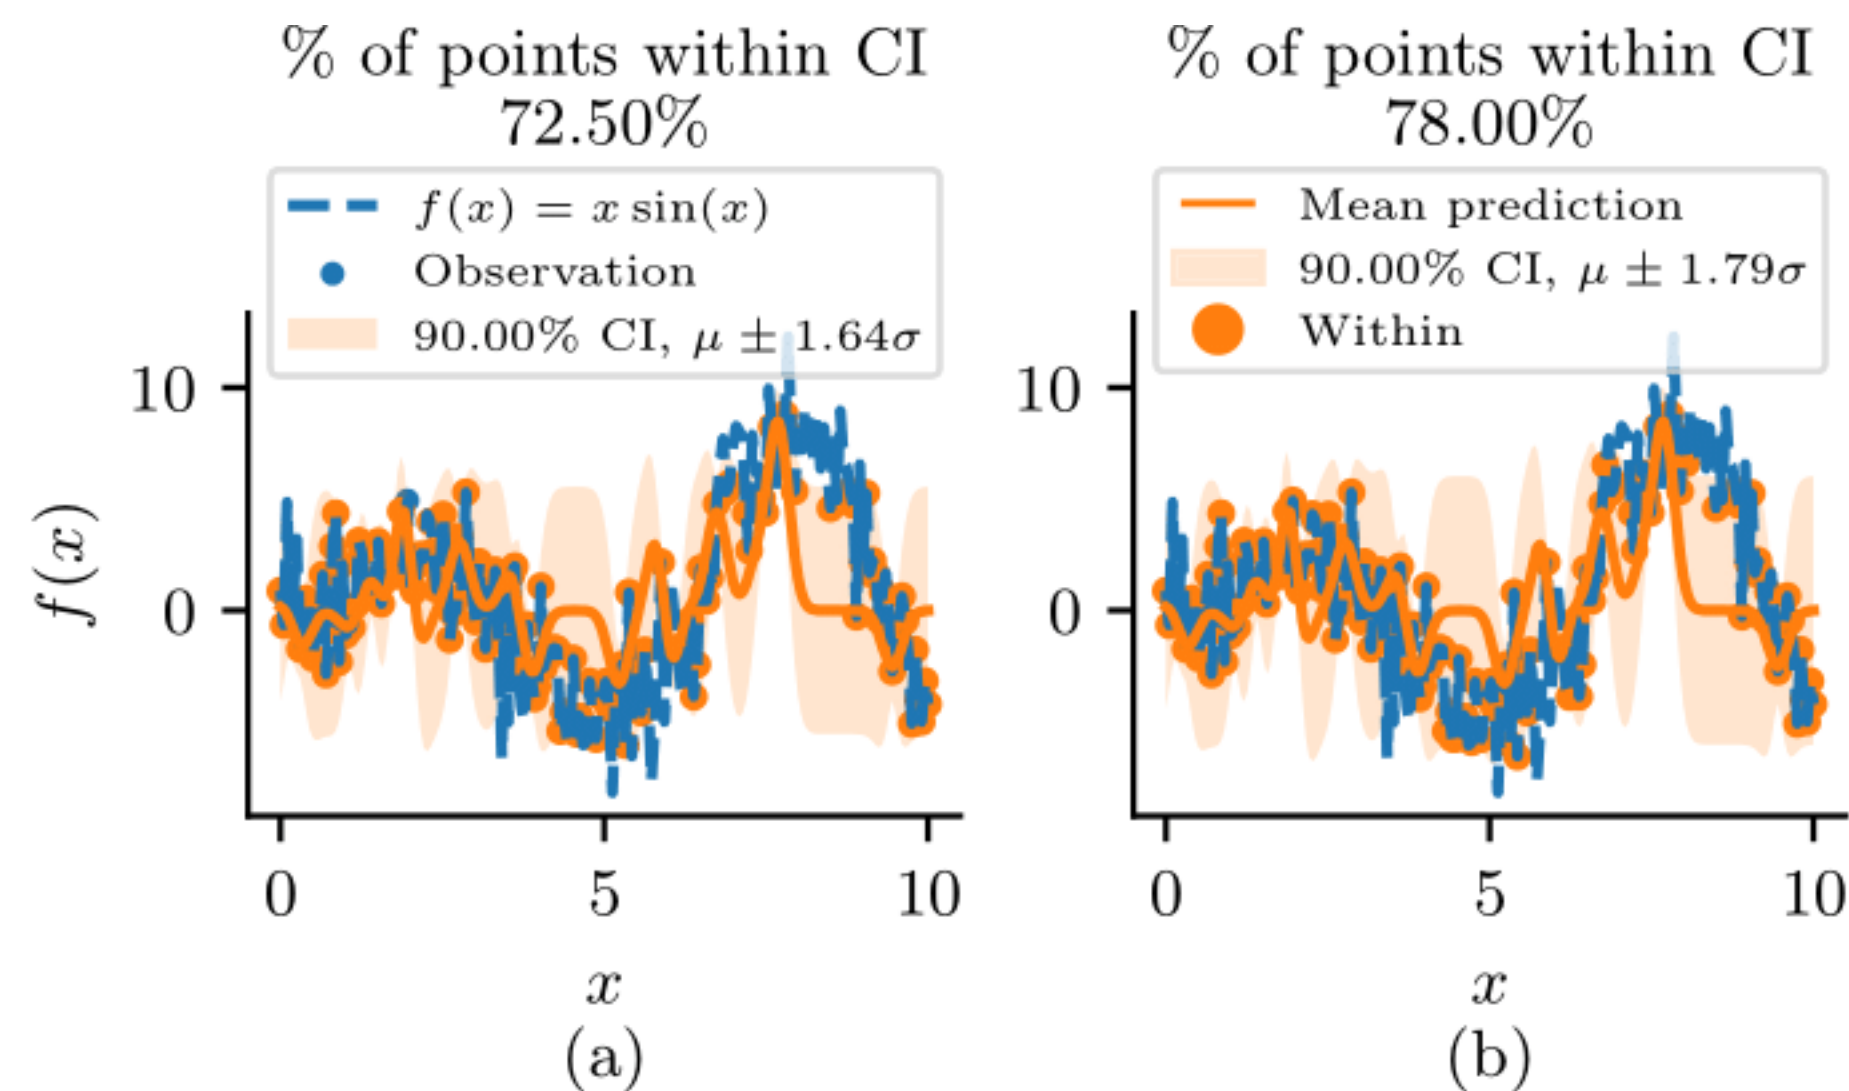 % of points within CI
72.50%
f(x) = x sin(x)
Observation
90.00% CI, μ ± 1.64σ
10
0
f(x)
0 5 10
x
(a)
% of points within CI
78.00%
Mean prediction
90.00% CI, μ ± 1.79σ
Within
10
0
0 5 10
x
(b)